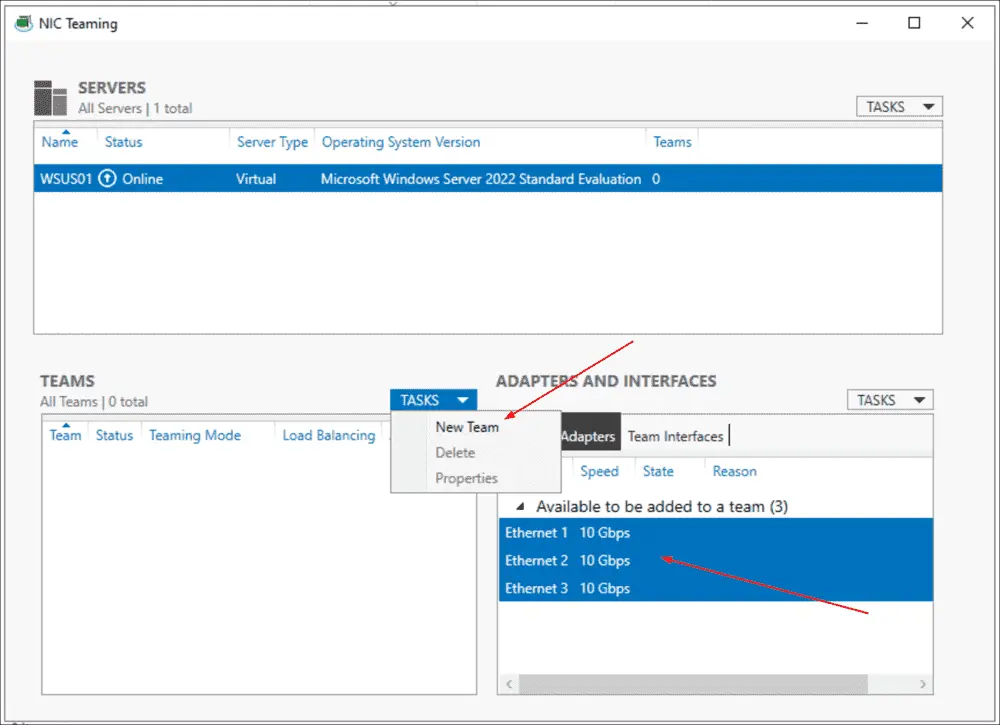 NIC Teaming
SERVERS
All Servers | 1 total
TASKS
Name Status Server Type Operating System Version Teams
WSUS01 Online Virtual Microsoft Windows Server 2022 Standard Evaluation 0
TEAMS
All Teams | 0 total
TASKS
Team Status Teaming Mode Load Balancing
New Team
Delete
Properties
ADAPTERS AND INTERFACES
TASKS
Adapters Team Interfaces
Speed State Reason
Available to be added to a team (3)
Ethernet 1 10 Gbps
Ethernet 2 10 Gbps
Ethernet 3 10 Gbps